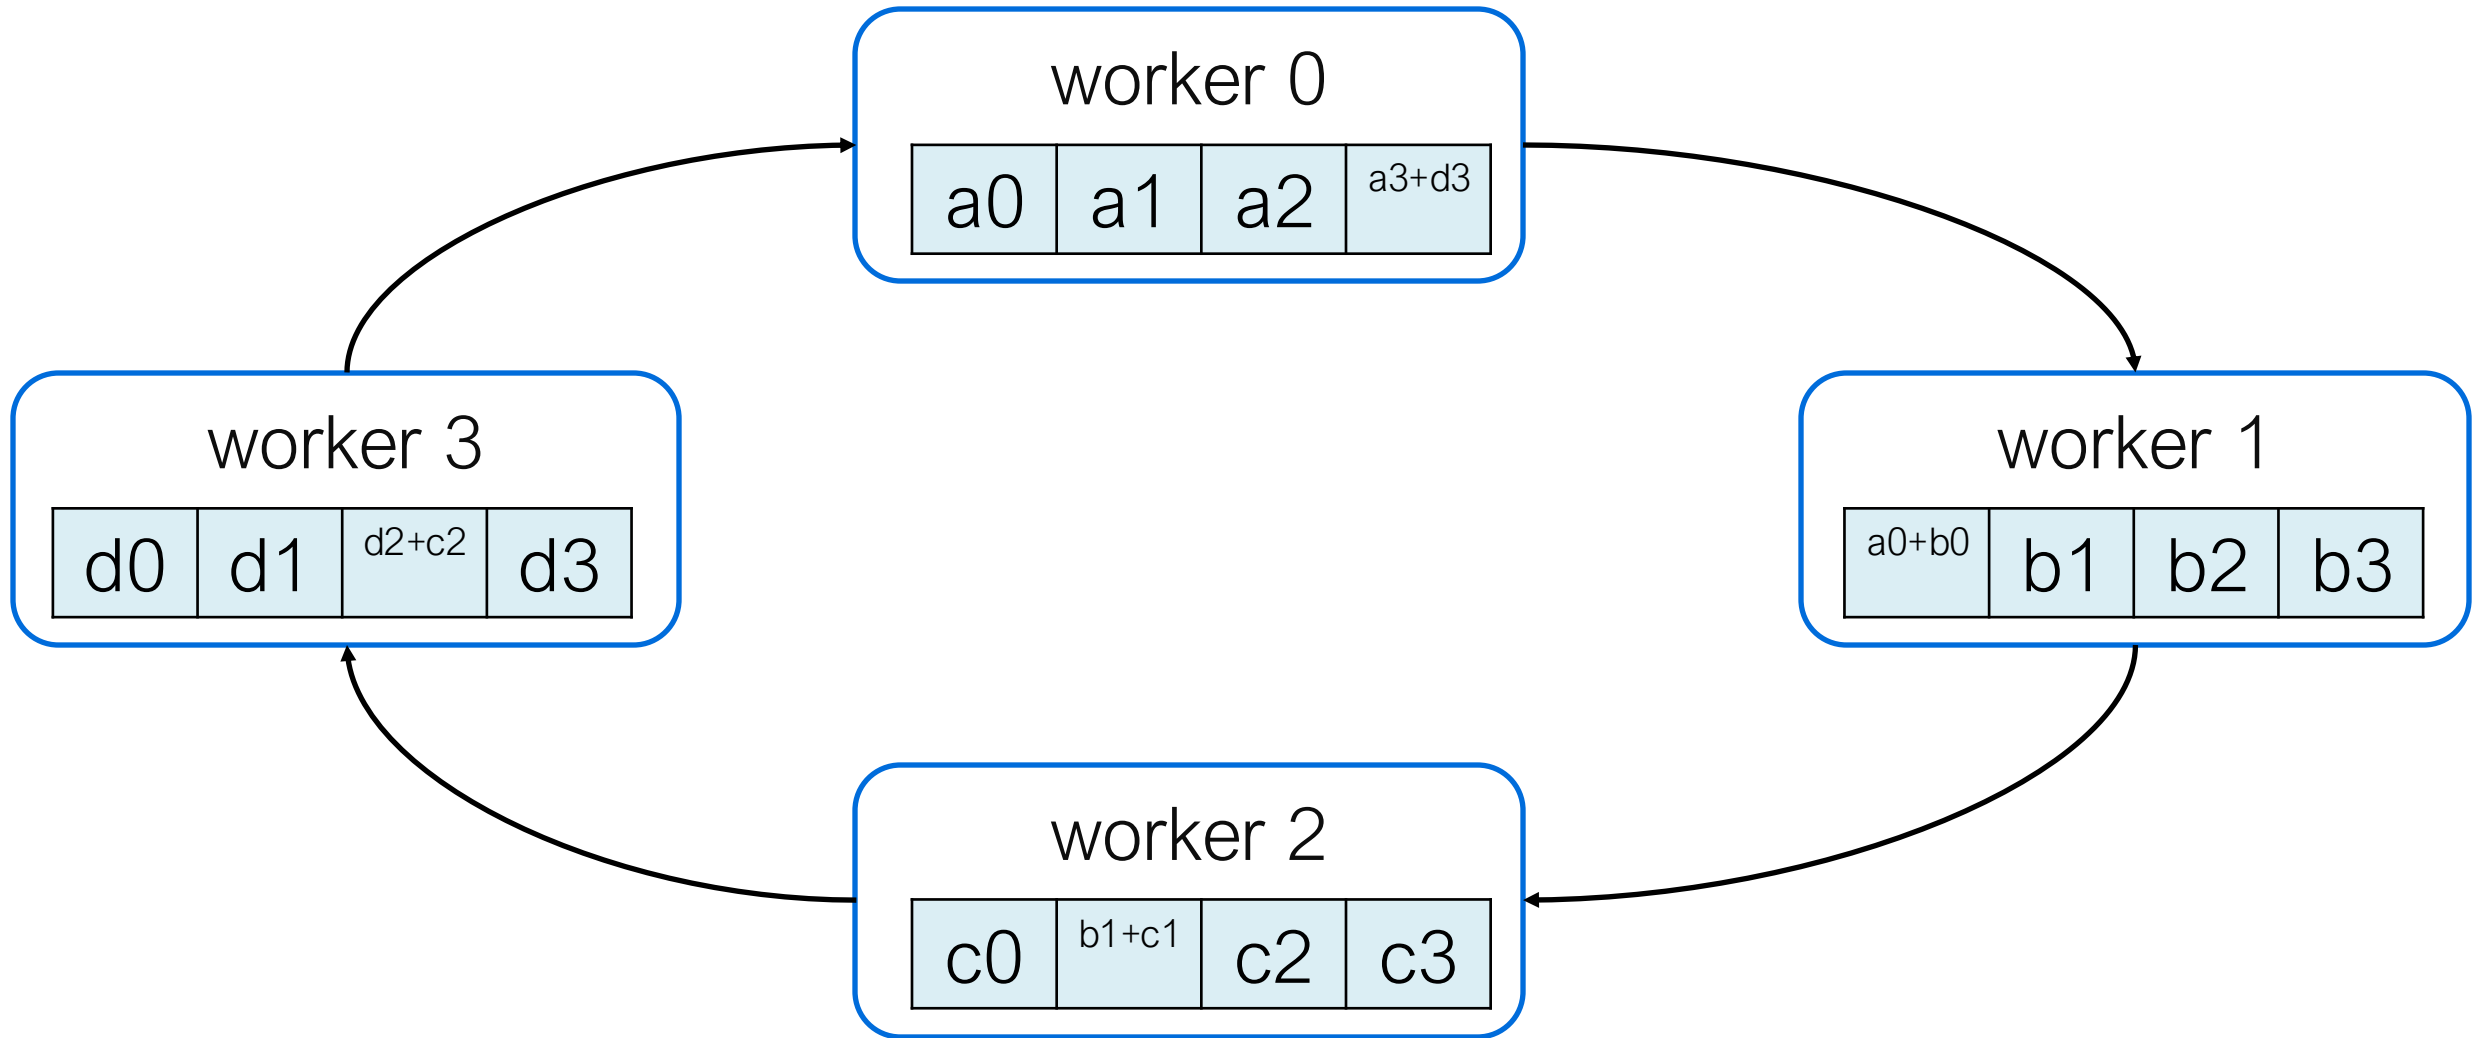 worker 0
a0 a1 a2 a3+d3
worker 3
d0 d1 d2+c2 d3
worker 1
a0+b0 b1 b2 b3
worker 2
c0 b1+c1 c2 c3